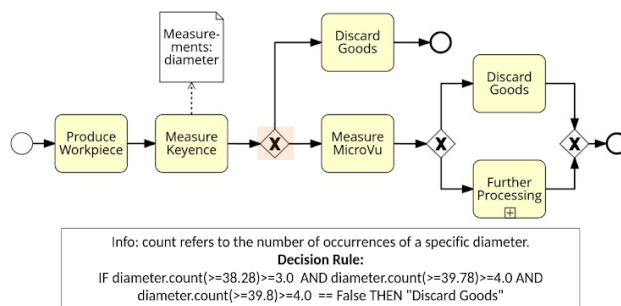 Measure-
ments:
diameter
Discard
Goods
Produce
Workpiece
Measure
Keyence
X
Measure
MicroVu
X
Discard
Goods
Further
Processing
X
Info: count refers to the number of occurrences of a specific diameter.
Decision Rule:
IF diameter.count(>=38.28)>=3.0 AND diameter.count(>=39.78)>=4.0 AND
diameter.count(>=39.8)>=4.0 == False THEN "Discard Goods"